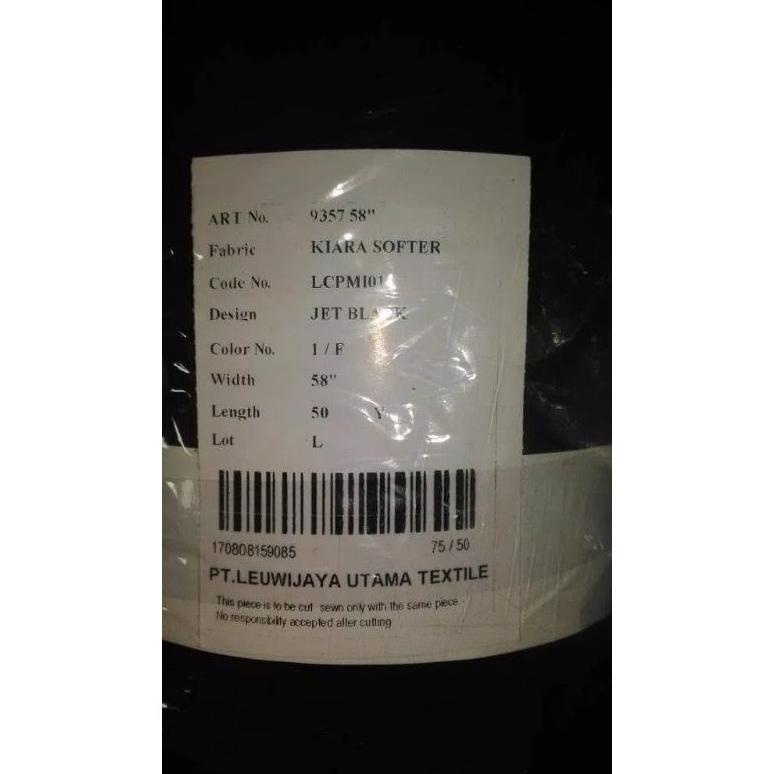 ART No. 9357 58"
Fabric KIARA SOFTER
Code No.
Design JET BLACK
Color No. 1 / F
Width 58"
Length 50 Y
Lot L
170808159085 75 / 50
PT.LEUWIJAYA UTAMA TEXTILE
This piece is to be cut sewn only with the same piece
No responsibility accepted after cutting